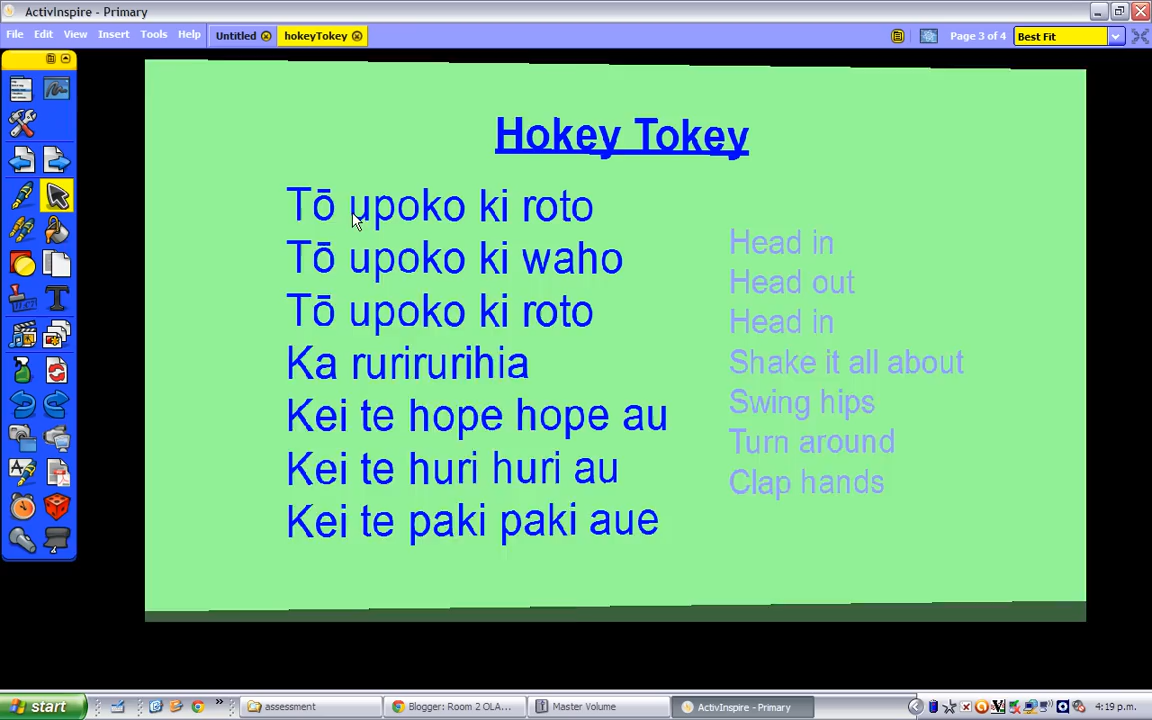 ActivInspire - Primary
File Edit View Insert Tools Help Untitled hokeyTokey Page 3 of 4 Best Fit
Hokey Tokey
Tō upoko ki roto
Tō upoko ki waho
Tō upoko ki roto
Ka rurirurihia
Kei te hope hope au
Kei te huri huri au
Kei te paki paki aue
Head in
Head out
Head in
Shake it all about
Swing hips
Turn around
Clap hands
start assessment Blogger: Room 2 OLA... Master Volume ActivInspire - Primary 4:19 p.m.